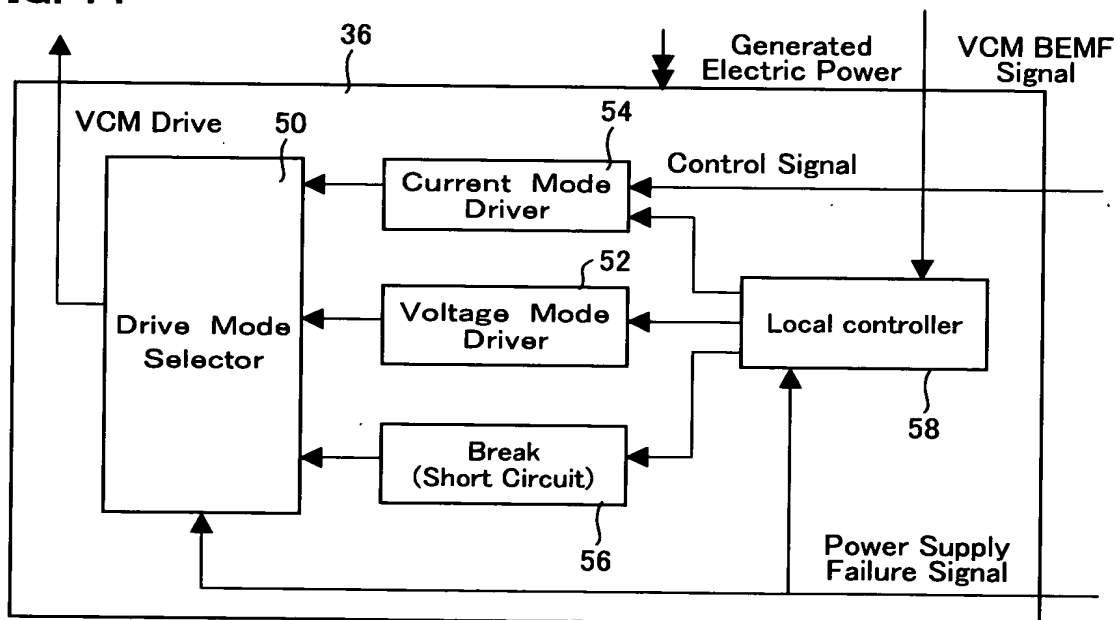 36
Generated
Electric Power
VCM BEMF
Signal
VCM Drive
50
54
Control Signal
Current Mode
Driver
52
Drive Mode
Selector
Voltage Mode
Driver
Local controller
58
Break
(Short Circuit)
56
Power Supply
Failure Signal